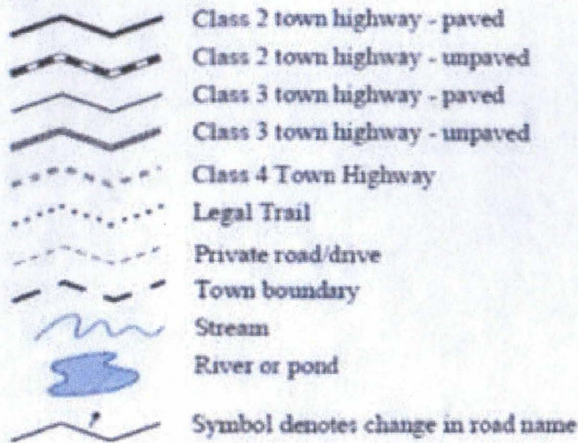 Class 2 town highway - paved
Class 2 town highway - unpaved
Class 3 town highway - paved
Class 3 town highway - unpaved
Class 4 Town Highway
Legal Trail
Private road/drive
Town boundary
Stream
River or pond
Symbol denotes change in road name